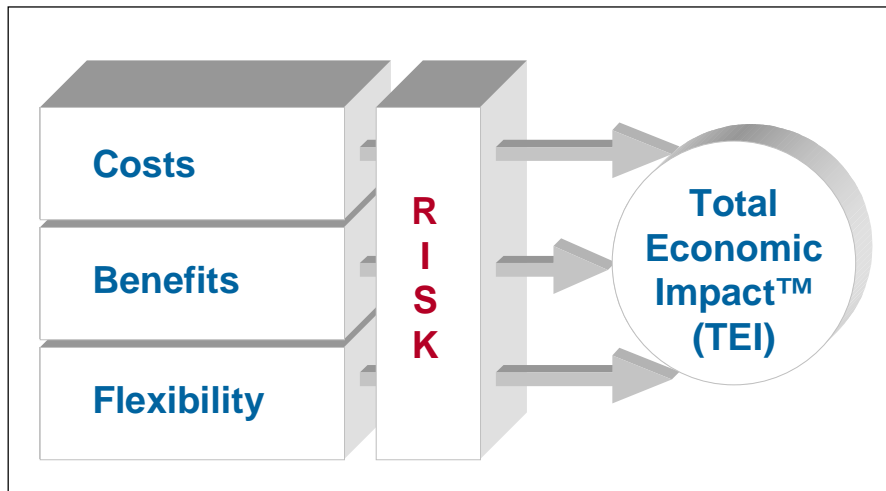 Costs
Benefits
Flexibility
R
I
S
K
Total
Economic
Impact™
(TEI)